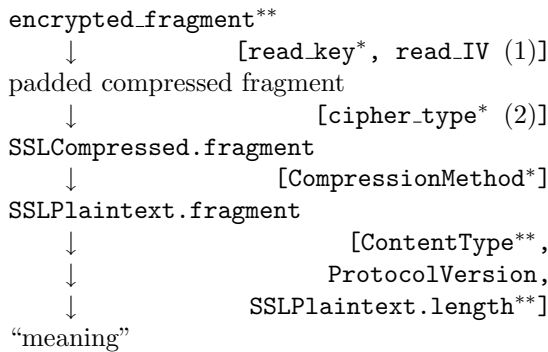 encrypted_fragment**
↓ [read_key*, read_IV (1)]
padded compressed fragment
↓ [cipher_type* (2)]
SSLCompressed.fragment
↓ [CompressionMethod*]
SSLPlaintext.fragment
↓ [ContentType**,
↓ ProtocolVersion,
↓ SSLPlaintext.length**]
“meaning”